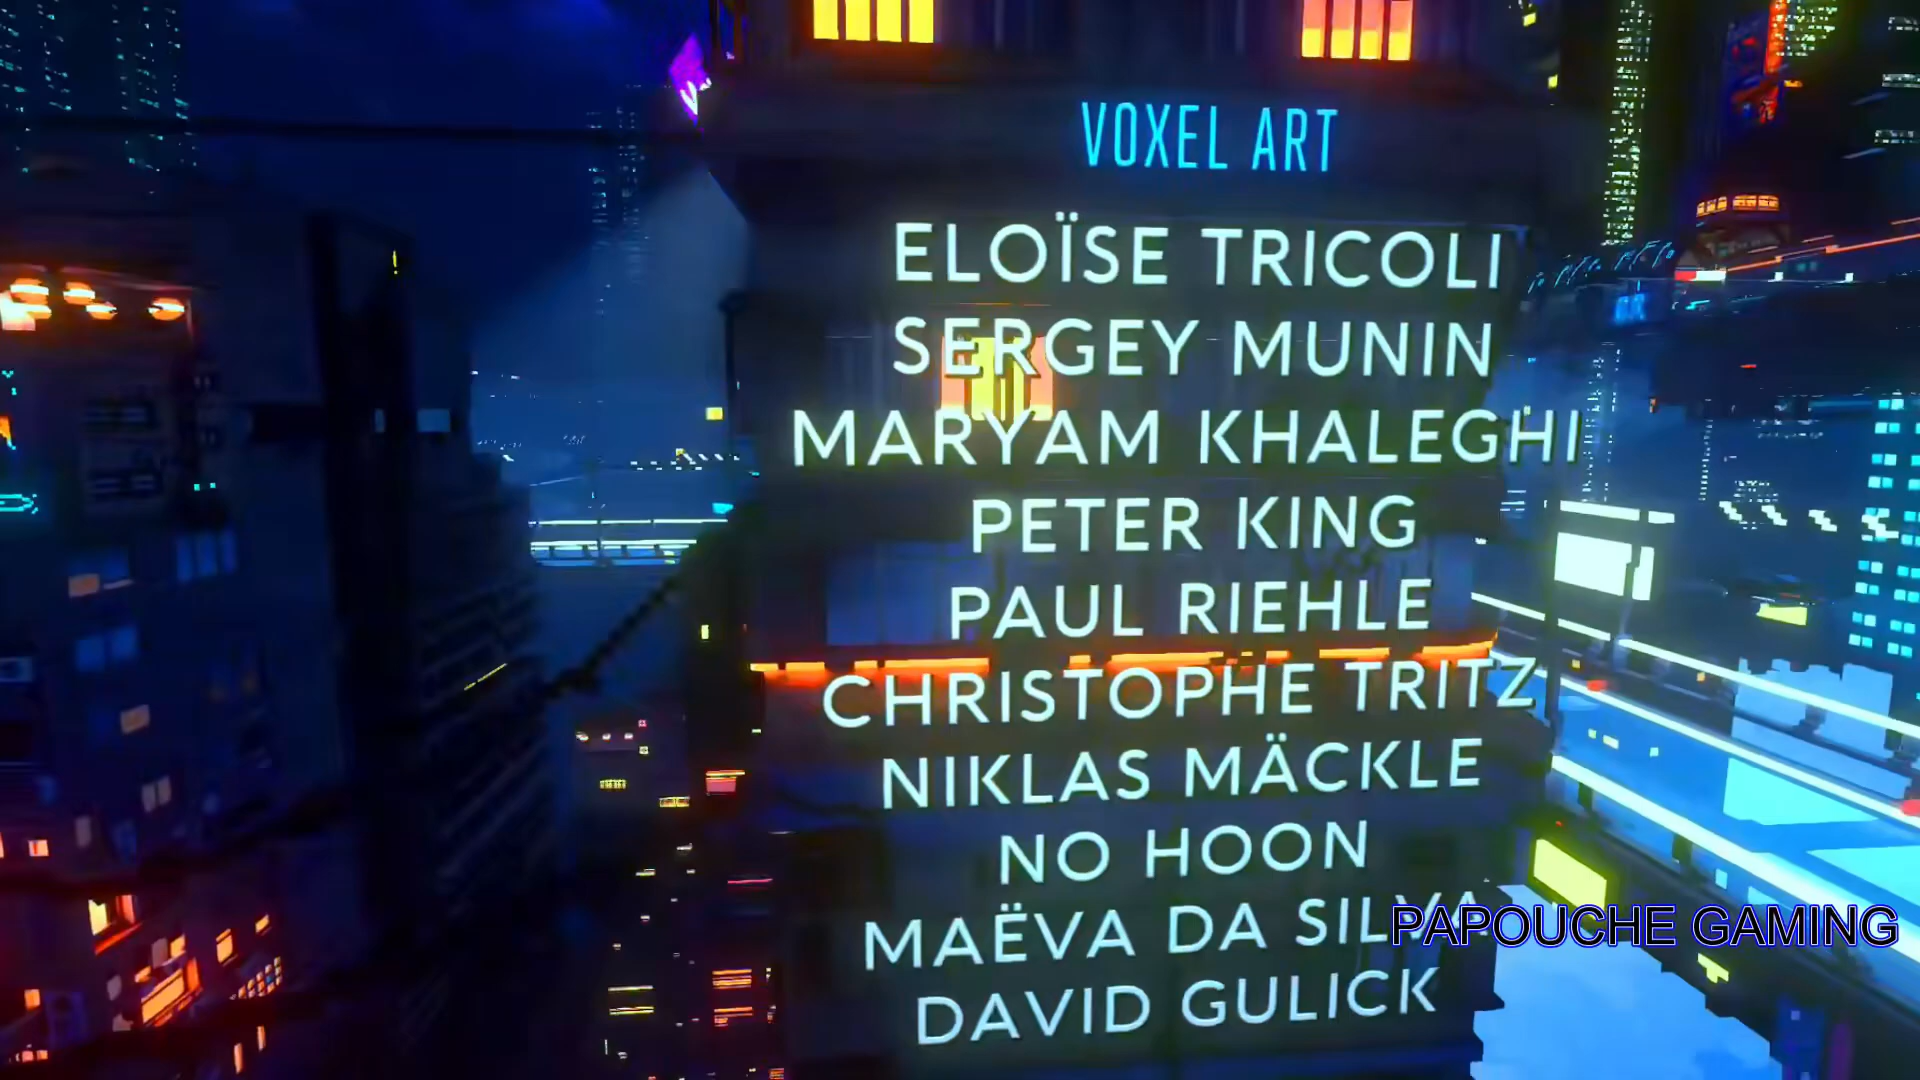 VOXEL ART
ELOÏSE TRICOLI
SERGEY MUNIN
MARYAM KHALEGHI
PETER KING
PAUL RIEHLE
CHRISTOPHE TRITZ
NIKLAS MÄCKLE
NO HOON
MAËVA DA SILVA
PAPOUCHE GAMING
DAVID GULICK